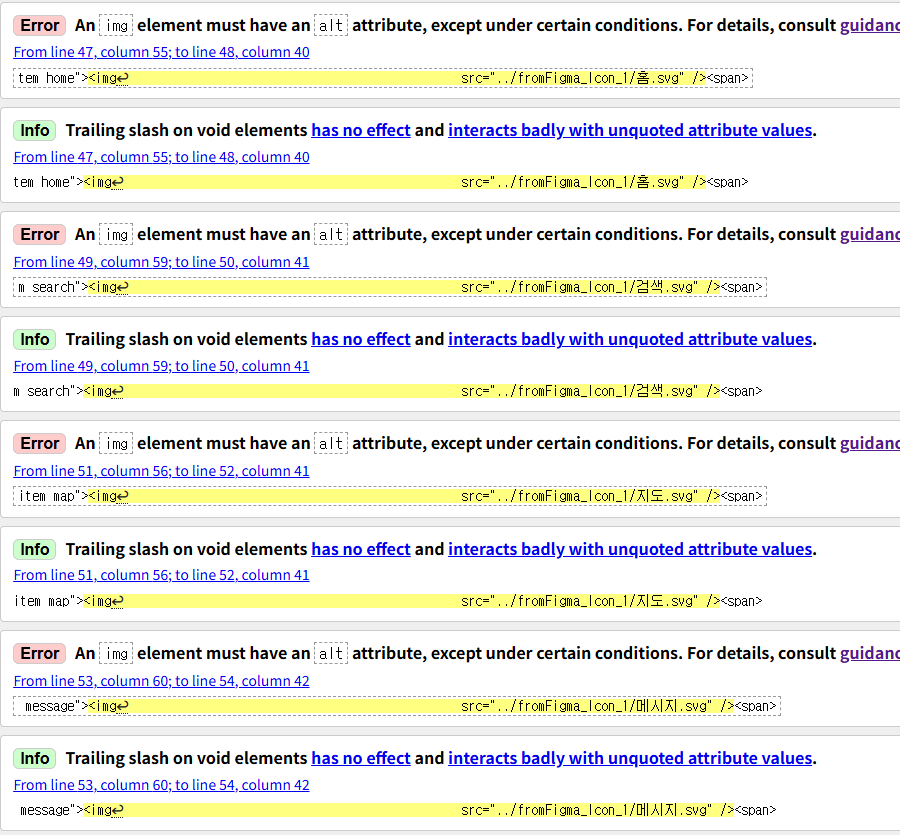 Error An img element must have an alt attribute, except under certain conditions. For details, consult guidanc
From line 47, column 55; to line 48, column 40
tem home"><img↩ src="../fromFigma_Icon_1/홈.svg" /><span>
Info Trailing slash on void elements has no effect and interacts badly with unquoted attribute values.
From line 47, column 55; to line 48, column 40
tem home"><img↩ src="../fromFigma_Icon_1/홈.svg" /><span>
Error An img element must have an alt attribute, except under certain conditions. For details, consult guidanc
From line 49, column 59; to line 50, column 41
m search"><img↩ src="../fromFigma_Icon_1/검색.svg" /><span>
Info Trailing slash on void elements has no effect and interacts badly with unquoted attribute values.
From line 49, column 59; to line 50, column 41
m search"><img↩ src="../fromFigma_Icon_1/검색.svg" /><span>
Error An img element must have an alt attribute, except under certain conditions. For details, consult guidanc
From line 51, column 56; to line 52, column 41
item map"><img↩ src="../fromFigma_Icon_1/지도.svg" /><span>
Info Trailing slash on void elements has no effect and interacts badly with unquoted attribute values.
From line 51, column 56; to line 52, column 41
item map"><img↩ src="../fromFigma_Icon_1/지도.svg" /><span>
Error An img element must have an alt attribute, except under certain conditions. For details, consult guidanc
From line 53, column 60; to line 54, column 42
message"><img↩ src="../fromFigma_Icon_1/메시지.svg" /><span>
Info Trailing slash on void elements has no effect and interacts badly with unquoted attribute values.
From line 53, column 60; to line 54, column 42
message"><img↩ src="../fromFigma_Icon_1/메시지.svg" /><span>